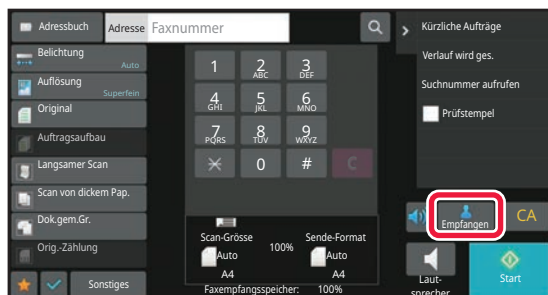 Adressbuch
Adresse
Faxnummer
Belichtung
Auto
Auflösung
Superfein
Original
Auftragsaufbau
Langsamer Scan
Scan von dickem Pap.
Dok.gem.Gr.
Orig.-Zählung
Sonstiges
1
2
ABC
3
DEF
4
GHI
5
JKL
6
MNO
7
PQRS
8
TUV
9
WXYZ
0
#
C
Scan-Grösse
100%
Sende-Format
Auto
Auto
A4
A4
Faxempfangsspeicher: 100%
Kürzliche Aufträge
Verlauf wird ges.
Suchnummer aufrufen
Prüfstempel
Empfangen
CA
Laut-
sprecher
Start